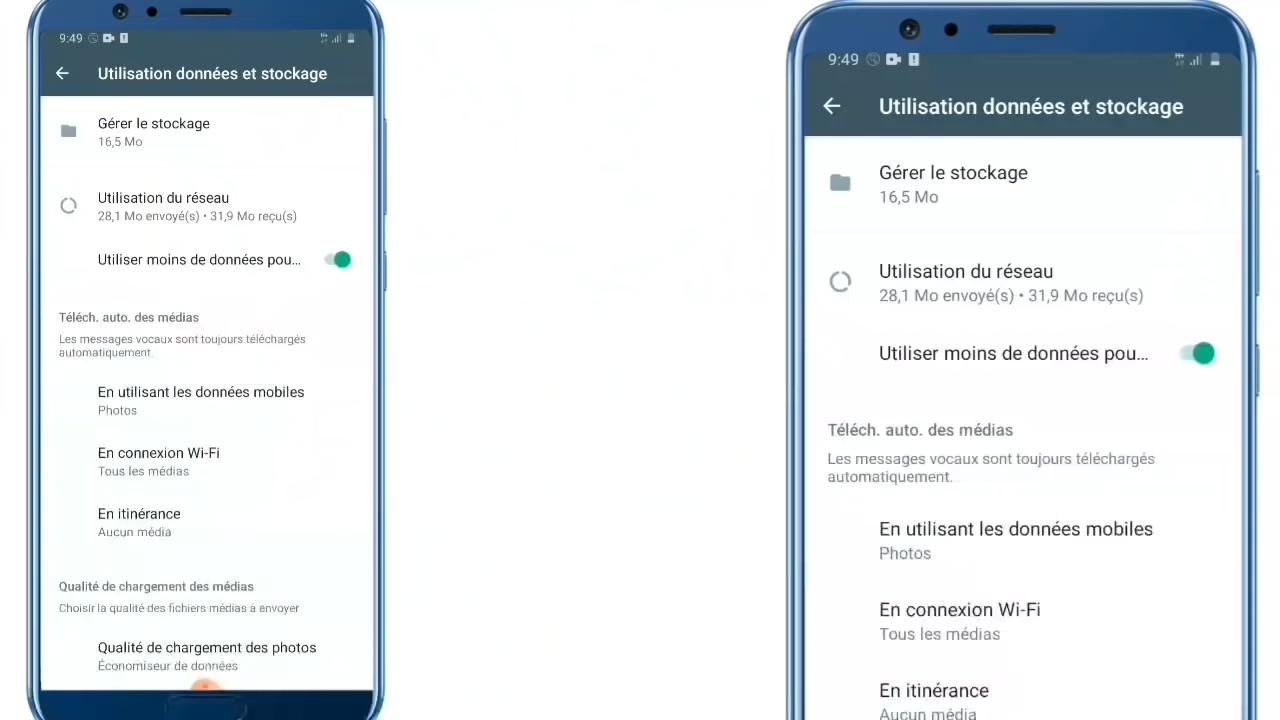 9:49
Utilisation données et stockage
Gérer le stockage
16,5 Mo
Utilisation du réseau
28,1 Mo envoyé(s) • 31,9 Mo reçu(s)
Utiliser moins de données pou...
Téléch. auto. des médias
Les messages vocaux sont toujours téléchargés
automatiquement.
En utilisant les données mobiles
Photos
En connexion Wi-Fi
Tous les médias
En itinérance
Aucun média
Qualité de chargement des médias
Choisir la qualité des fichiers médias à envoyer
Qualité de chargement des photos
Économiseur de données
9:49
Utilisation données et stockage
Gérer le stockage
16,5 Mo
Utilisation du réseau
28,1 Mo envoyé(s) • 31,9 Mo reçu(s)
Utiliser moins de données pou...
Téléch. auto. des médias
Les messages vocaux sont toujours téléchargés
automatiquement.
En utilisant les données mobiles
Photos
En connexion Wi-Fi
Tous les médias
En itinérance
Aucun média